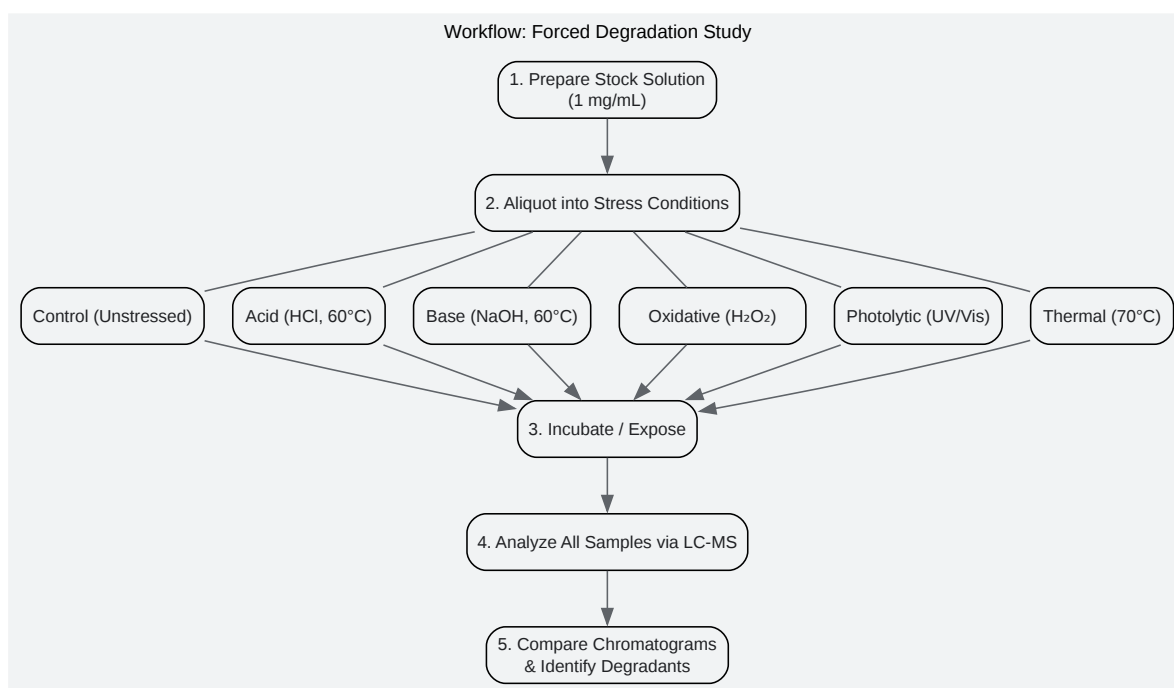 Workflow: Forced Degradation Study
1. Prepare Stock Solution
(1 mg/mL)
2. Aliquot into Stress Conditions
Control (Unstressed)
Acid (HCl, 60°C)
Base (NaOH, 60°C)
Oxidative (H₂O₂)
Photolytic (UV/Vis)
Thermal (70°C)
3. Incubate / Expose
4. Analyze All Samples via LC-MS
5. Compare Chromatograms
& Identify Degradants